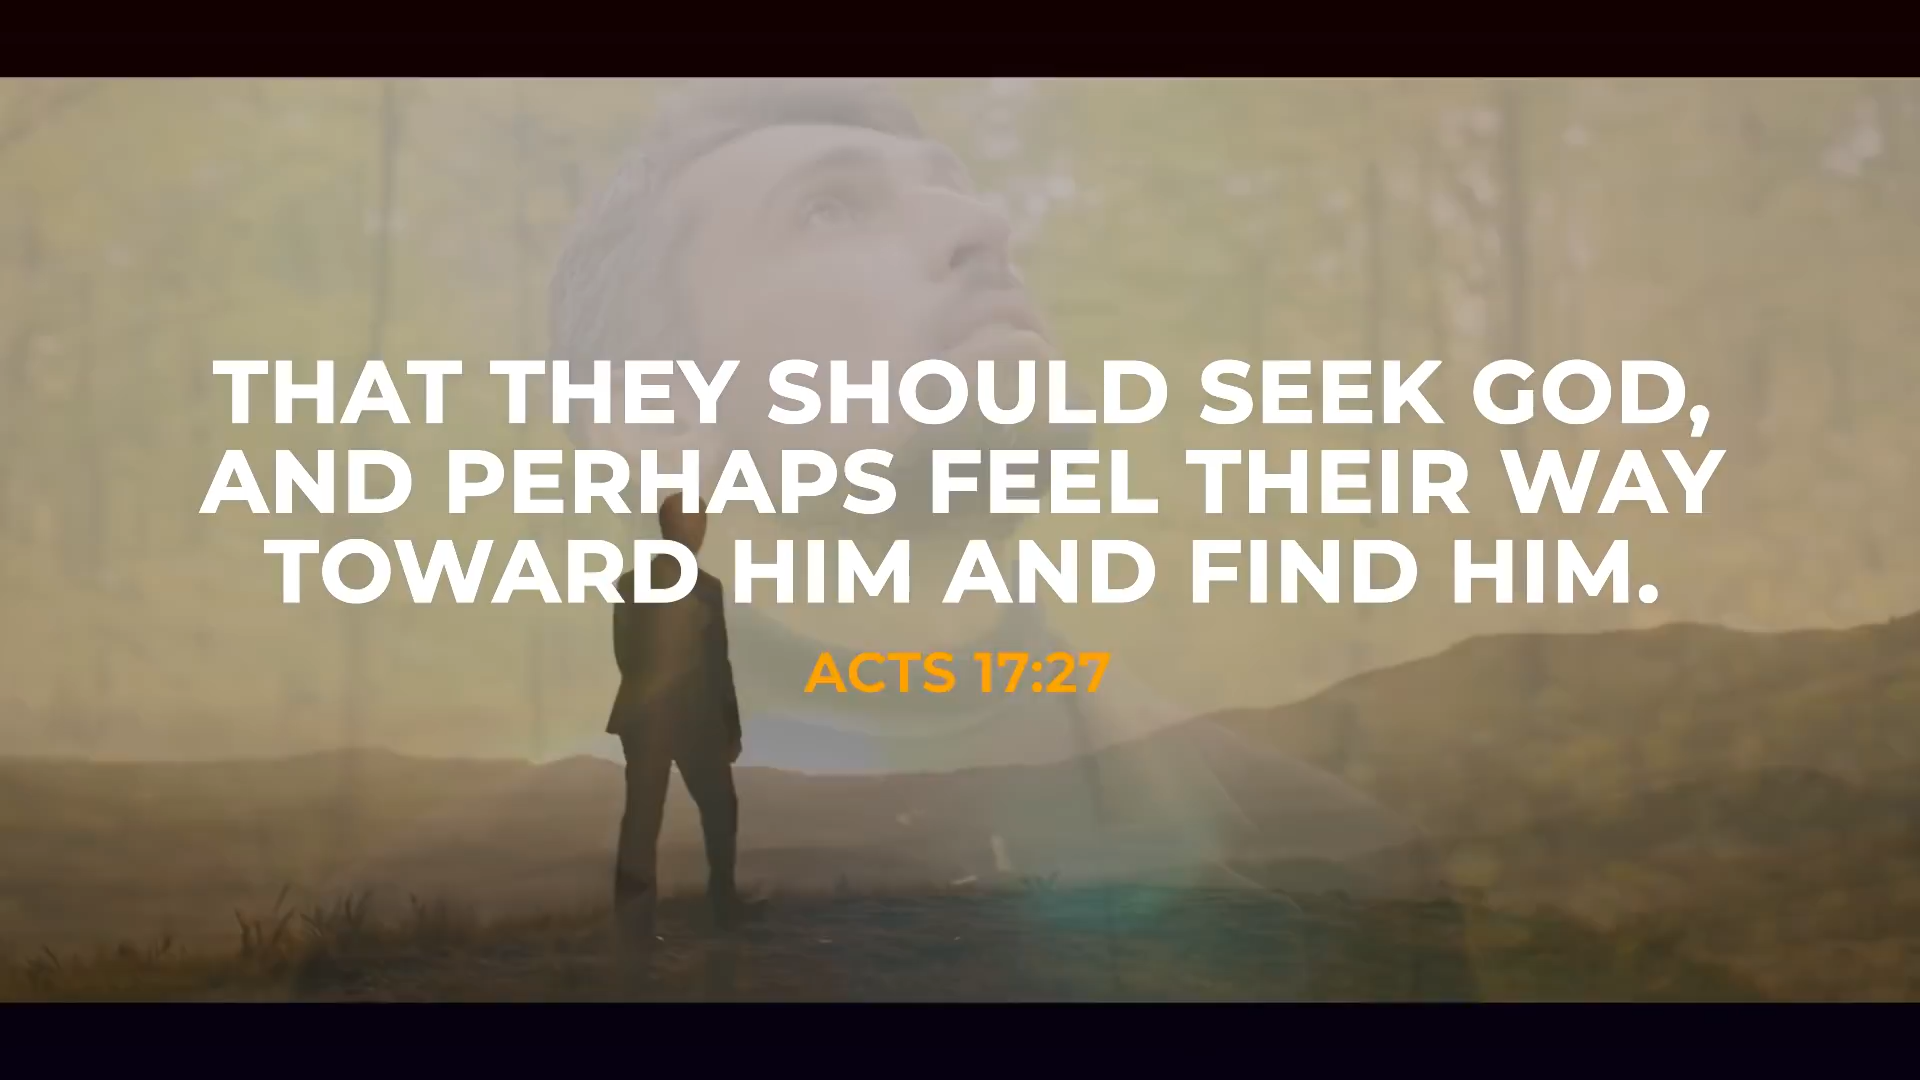 THAT THEY SHOULD SEEK GOD,
AND PERHAPS FEEL THEIR WAY
TOWARD HIM AND FIND HIM.
ACTS 17:27